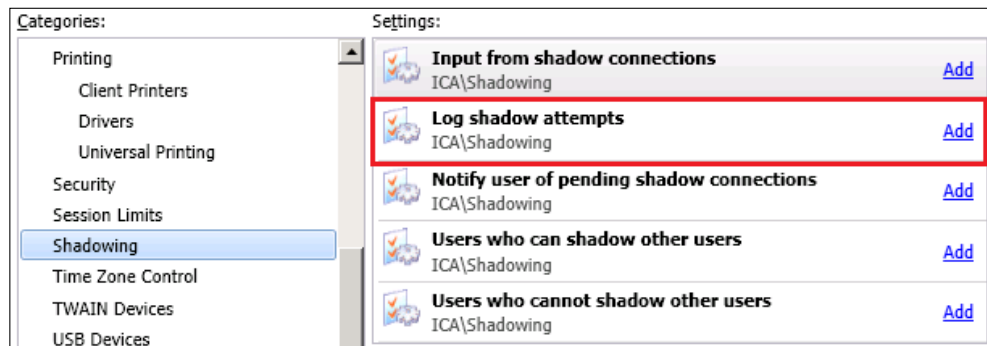 Categories:
Printing
Client Printers
Drivers
Universal Printing
Security
Session Limits
Shadowing
Time Zone Control
TWAIN Devices
USB Devices
Settings:
Input from shadow connections
ICA\Shadowing
Add
Log shadow attempts
ICA\Shadowing
Add
Notify user of pending shadow connections
ICA\Shadowing
Add
Users who can shadow other users
ICA\Shadowing
Add
Users who cannot shadow other users
ICA\Shadowing
Add